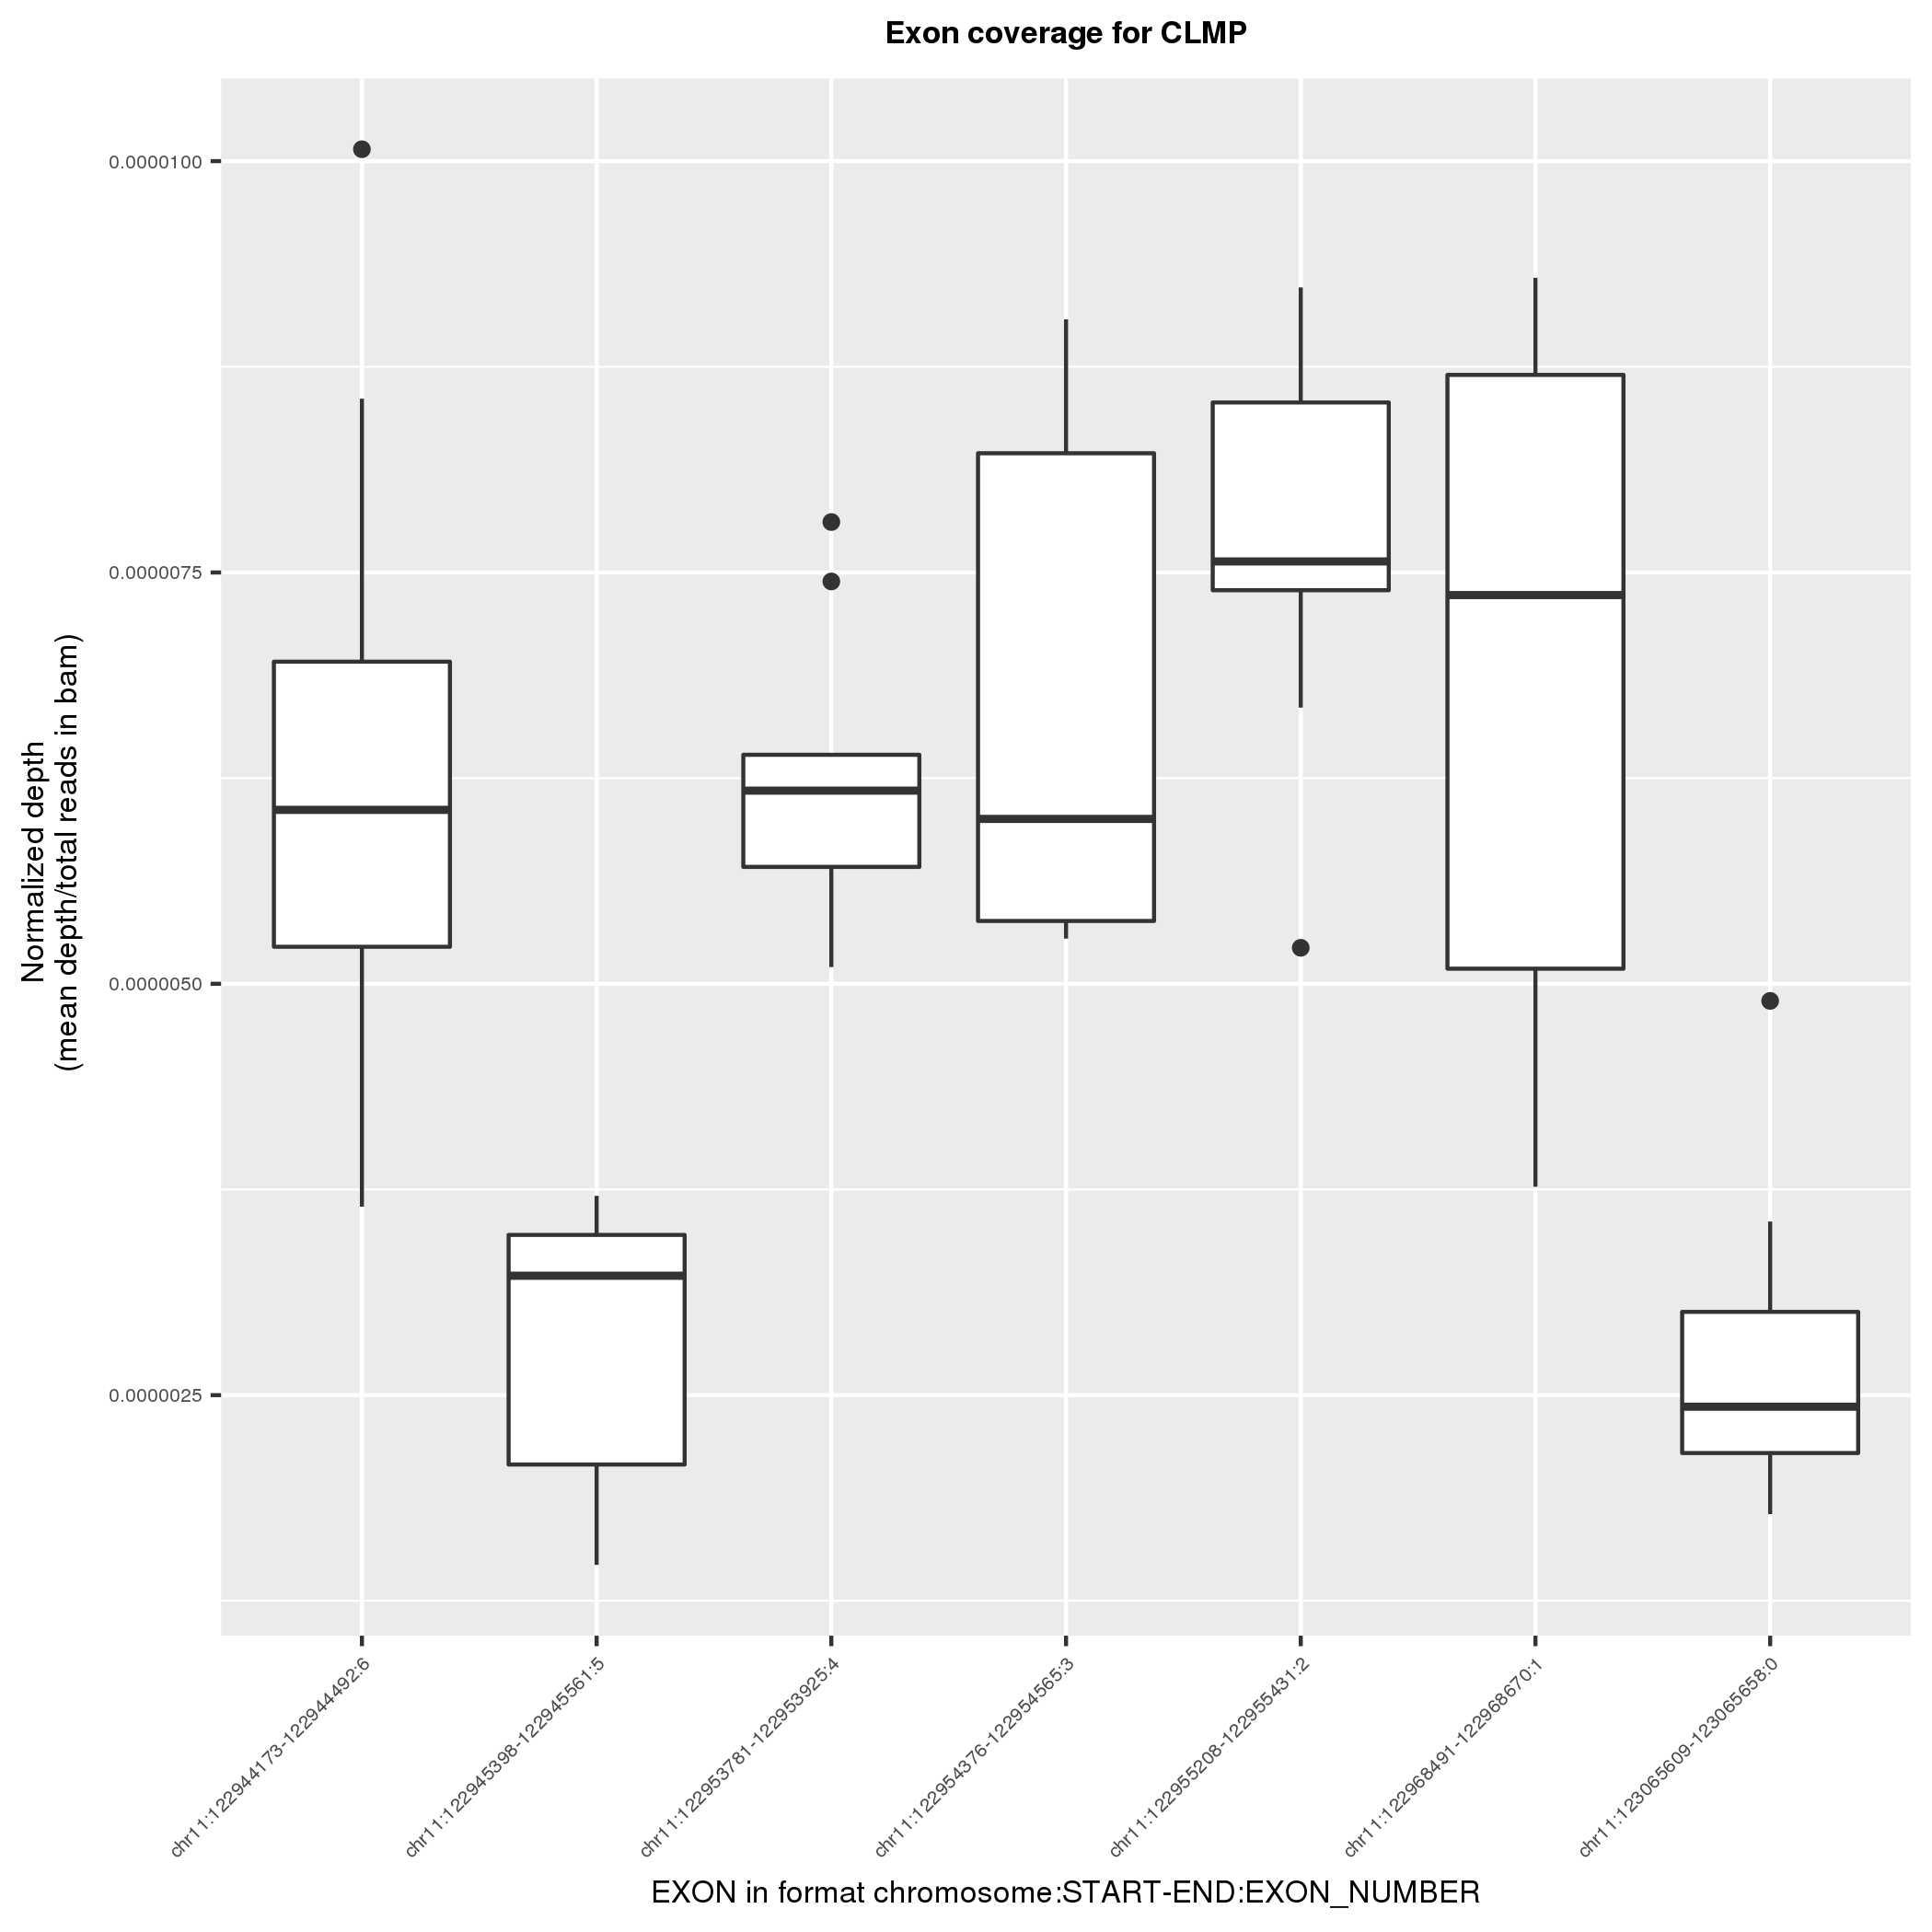 Exon coverage for CLMP
Normalized depth
(mean depth/total reads in bam)
0.0000100
0.0000075
0.0000050
0.0000025
chr11:122944173-122944492:6
chr11:122945398-122945561:5
chr11:122953781-122953925:4
chr11:122954376-122954565:3
chr11:122955208-122955431:2
chr11:122968491-122968670:1
chr11:123065609-123065658:0
EXON in format chromosome:START-END:EXON_NUMBER